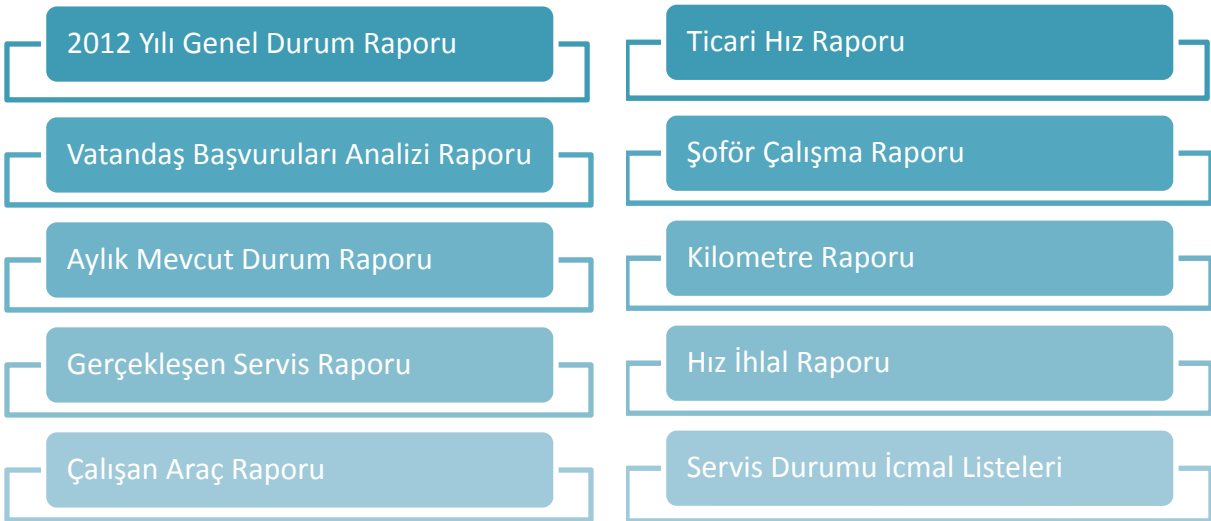 2012 Yılı Genel Durum Raporu
Vatandaş Başvuruları Analizi Raporu
Aylık Mevcut Durum Raporu
Gerçekleşen Servis Raporu
Çalışan Araç Raporu
Ticari Hız Raporu
Şoför Çalışma Raporu
Kilometre Raporu
Hız İhlal Raporu
Servis Durumu İcmal Listeleri